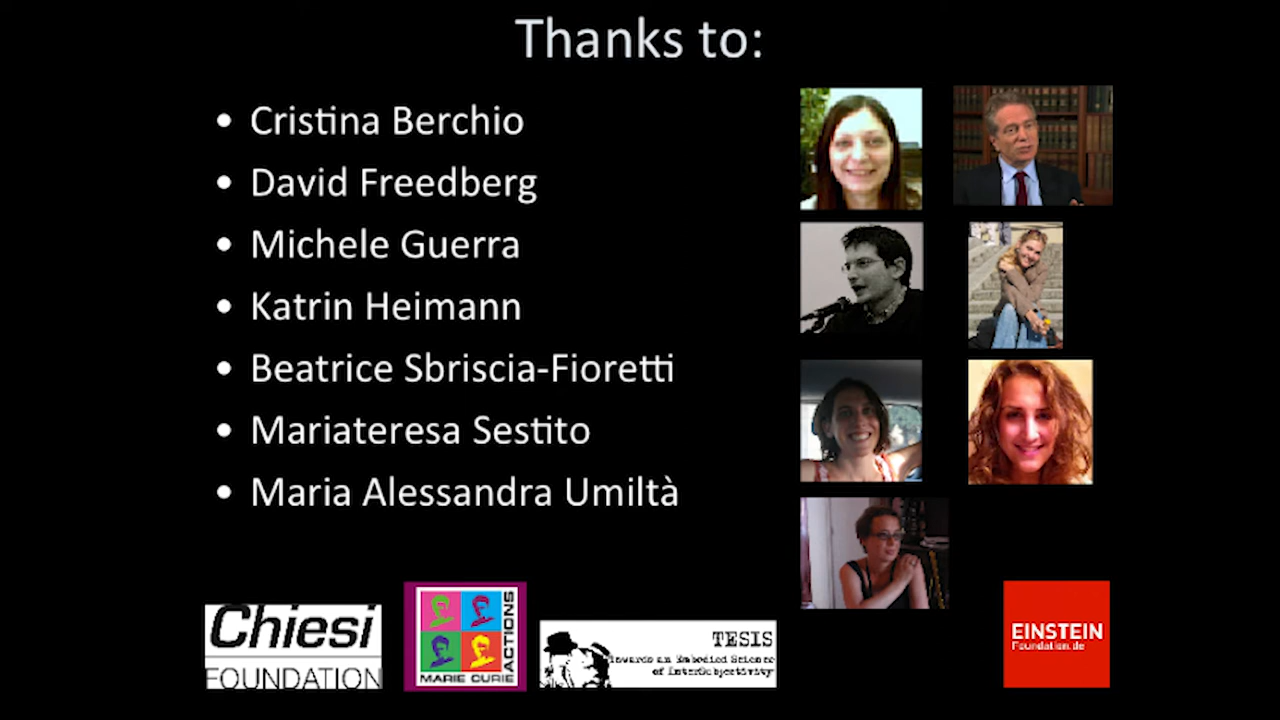 Thanks to:
• Cristina Berchio
• David Freedberg
• Michele Guerra
• Katrin Heimann
• Beatrice Sbriscia-Fioretti
• Mariateresa Sestito
• Maria Alessandra Umiltà
Chiesi
FOUNDATION
MARIE CURIE
ACTIONS
TESIS
Towards an Embodied Science
of InterSubjectivity
EINSTEIN
Foundation.de